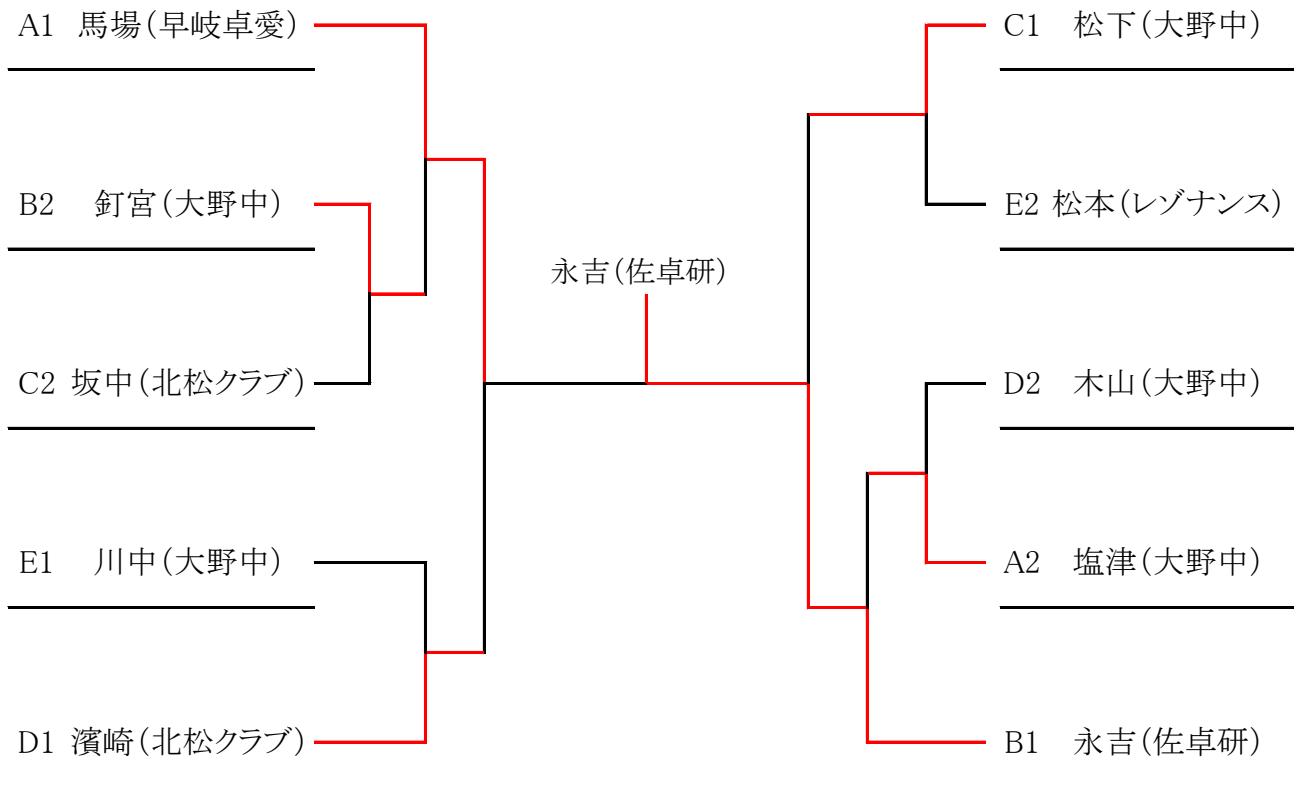 A1 馬場(早岐卓愛)
B2 釘宮(大野中)
C2 坂中(北松クラブ)
E1 川中(大野中)
D1 濱崎(北松クラブ)
永吉(佐卓研)
C1 松下(大野中)
E2 松本(レゾナンス)
D2 木山(大野中)
A2 塩津(大野中)
B1 永吉(佐卓研)